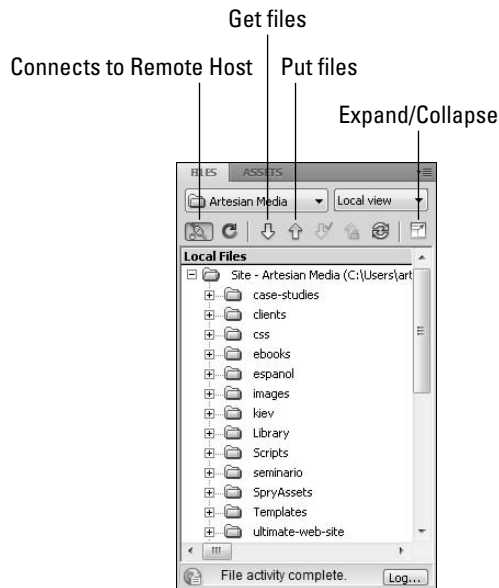 Get files
Connects to Remote Host
Put files
Expand/Collapse
FILES ASSETS
Artesian Media
Local view
Local Files
Site - Artesian Media (C:\Users\art
case-studies
clients
css
ebooks
espanol
images
kiev
Library
Scripts
seminario
SpryAssets
Templates
ultimate-web-site
File activity complete.
Log...